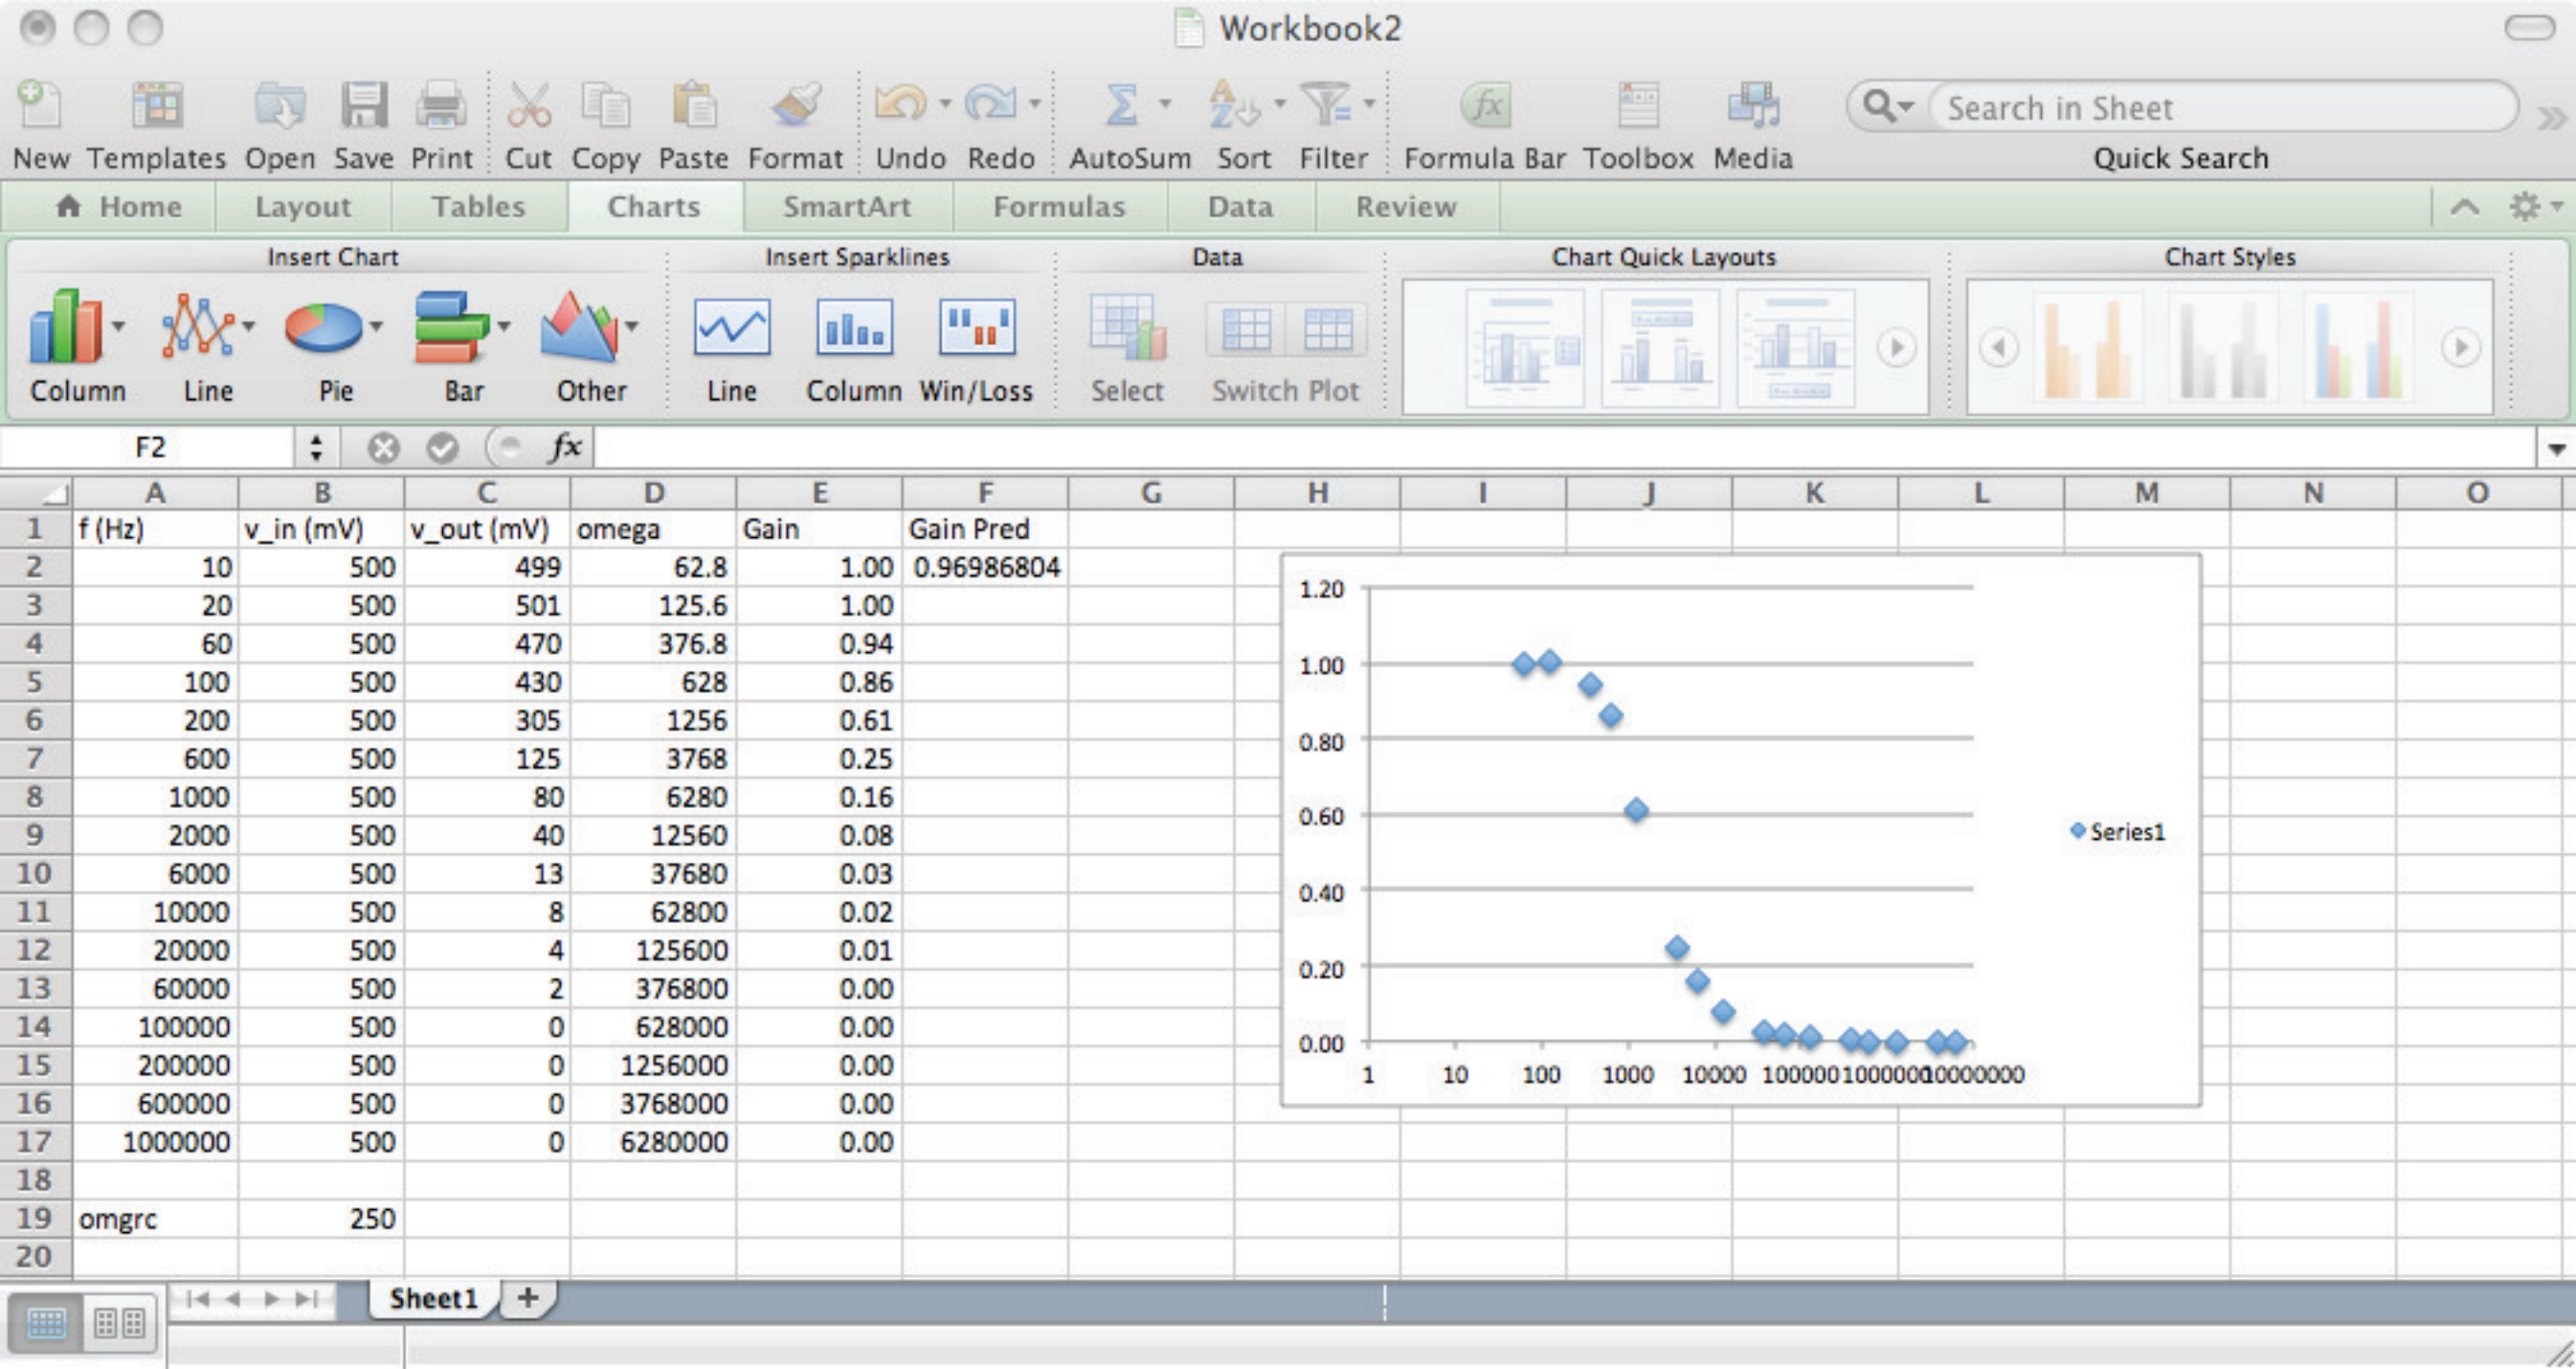 Workbook2
New Templates Open Save Print Cut Copy Paste Format Undo Redo AutoSum Sort Filter Formula Bar Toolbox Media Search in Sheet
Quick Search
Home Layout Tables Charts SmartArt Formulas Data Review
Insert Chart Insert Sparklines Data Chart Quick Layouts Chart Styles
Column Line Pie Bar Other Line Column Win/Loss Select Switch Plot
F2 fx
A B C D E F G H I J K L M N O
1 f (Hz) v_in (mV) v_out (mV) omega Gain Gain Pred
2 10 500 499 62.8 1.00 0.96986804
3 20 500 501 125.6 1.00
4 60 500 470 376.8 0.94
5 100 500 430 628 0.86
6 200 500 305 1256 0.61
7 600 500 125 3768 0.25
8 1000 500 80 6280 0.16
9 2000 500 40 12560 0.08
10 6000 500 13 37680 0.03
11 10000 500 8 62800 0.02
12 20000 500 4 125600 0.01
13 60000 500 2 376800 0.00
14 100000 500 0 628000 0.00
15 200000 500 0 1256000 0.00
16 600000 500 0 3768000 0.00
17 1000000 500 0 6280000 0.00
18
19 omgrc 250
20
1.20
1.00
0.80
0.60
0.40
0.20
0.00
1 10 100 1000 10000 100000 1000000 10000000
Series1
Sheet1 +